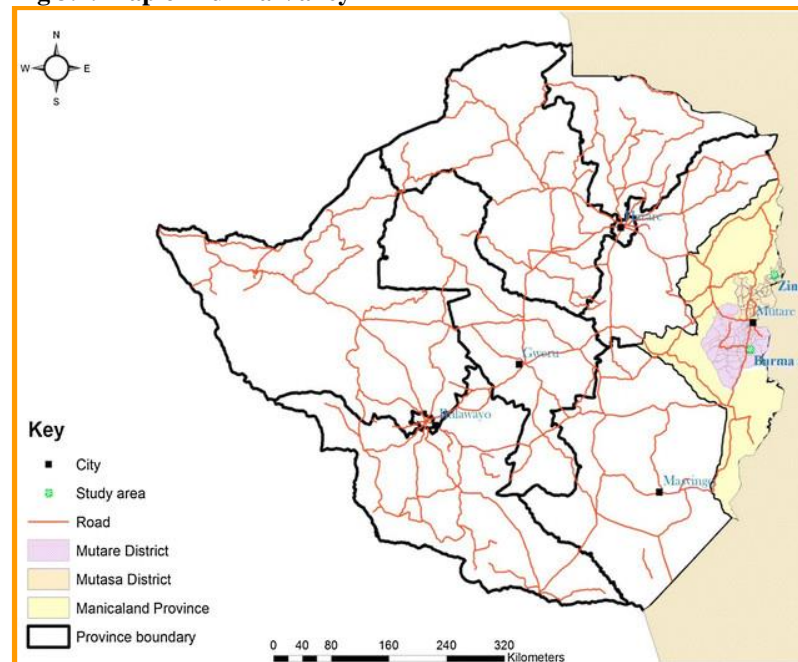 N
W E
S
Harare
Zim
Mutare
Burma
Gweru
Bulawayo
Masvingo
Key
City
Study area
Road
Mutare District
Mutasa District
Manicaland Province
Province boundary
0 40 80 160 240 320
Kilometers